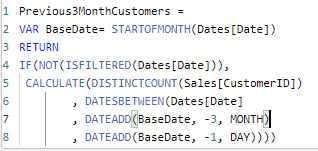 1 Previous3MonthCustomers =
2 VAR BaseDate= STARTOFMONTH(Dates[Date])
3 RETURN
4 IF(NOT(ISFILTERED(Dates[Date])),
5 CALCULATE(DISTINCTCOUNT(Sales[CustomerID])
6 , DATESBETWEEN(Dates[Date]
7 , DATEADD(BaseDate, -3, MONTH)
8 , DATEADD(BaseDate, -1, DAY))))